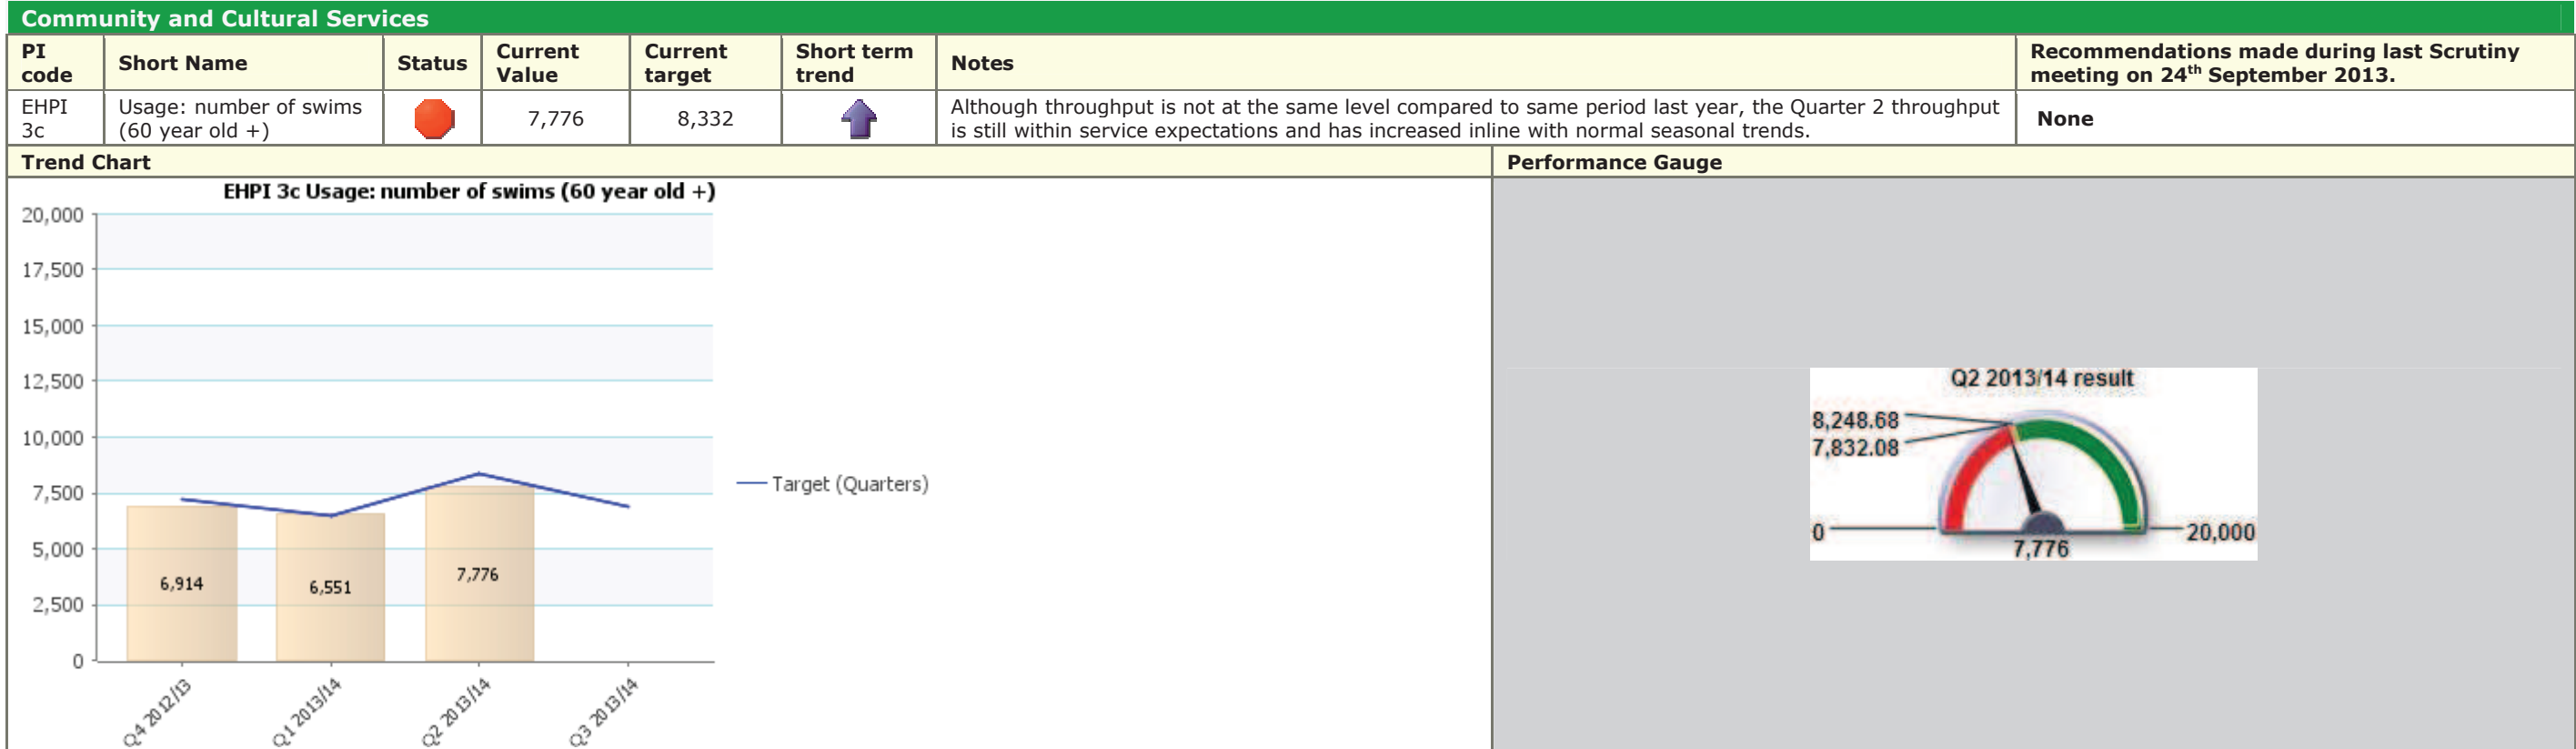 Community and Cultural Services
PI code
Short Name
Status
Current Value
Current target
Short term trend
Notes
Recommendations made during last Scrutiny
meeting on 24th September 2013.
EHPI 3c
Usage: number of swims
(60 year old +)
7,776
8,332
Although throughput is not at the same level compared to same period last year, the Quarter 2 throughput
is still within service expectations and has increased inline with normal seasonal trends.
None
Trend Chart
Performance Gauge
EHPI 3c Usage: number of swims (60 year old +)
20,000
17,500
15,000
12,500
10,000
7,500
5,000
2,500
0
6,914
6,551
7,776
Q4 2012/13
Q1 2013/14
Q2 2013/14
Q3 2013/14
Target (Quarters)
Q2 2013/14 result
8,248.68
7,832.08
0
20,000
7,776